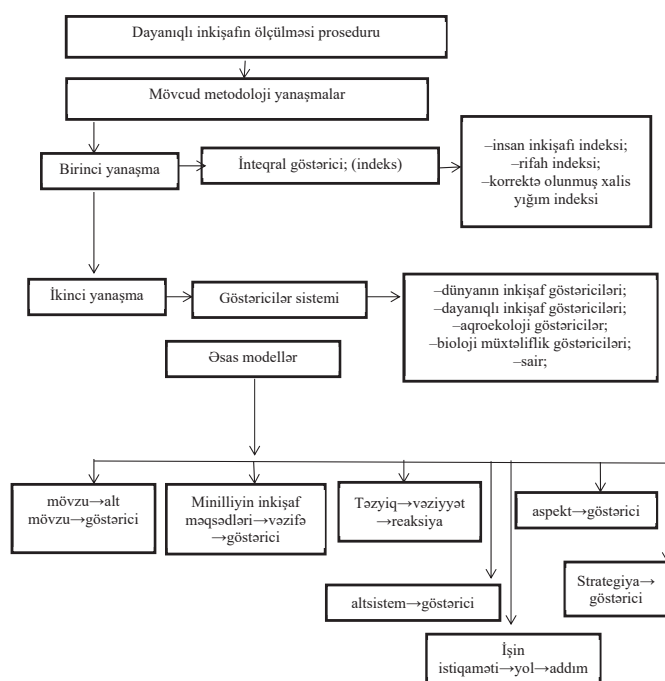 Dayanıqlı inkişafın ölçülməsi proseduru
Mövcud metodoloji yanaşmalar
Birinci yanaşma
İnteqral göstərici; (indeks)
–insan inkişafı indeksi;
–rifah indeksi;
–korrektə olunmuş xalis
yığım indeksi
İkinci yanaşma
Göstəricilər sistemi
–dünyanın inkişaf göstəriciləri;
–dayanıqlı inkişaf göstəriciləri;
–aqroekoloji göstəricilər;
–bioloji müxtəliflik göstəriciləri;
–sair;
Əsas modellər
mövzu→alt
mövzu→göstərici
Minilliyin inkişaf
məqsədləri→vəzifə
→göstərici
Təzyiq→vəziyyət
→reaksiya
aspekt→göstərici
altsistem→göstərici
Strategiya→
göstərici
İşin
istiqaməti→yol→addım